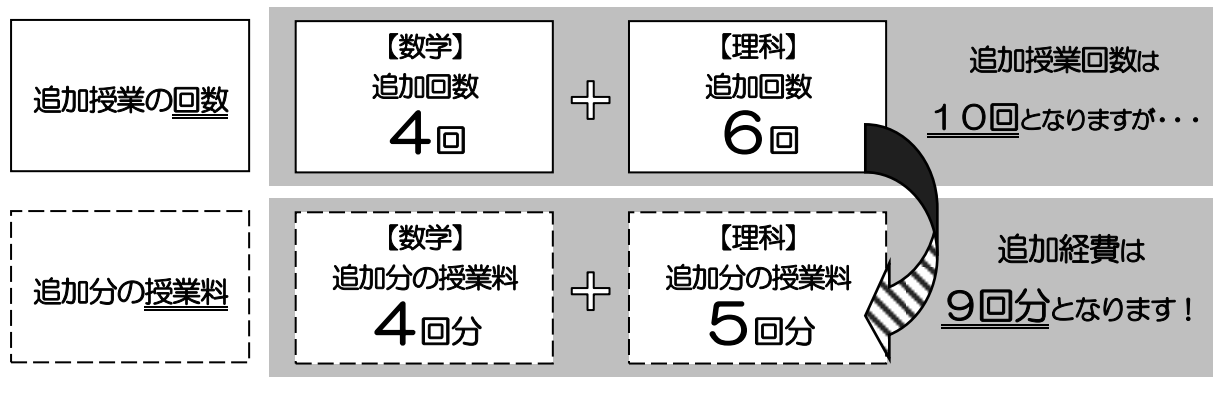 追加授業の回数
【数学】
追加回数
4回
+
【理科】
追加回数
6回
追加授業回数は
10回となりますが・・・
追加分の授業料
【数学】
追加分の授業料
4回分
+
【理科】
追加分の授業料
5回分
追加経費は
9回分となります!